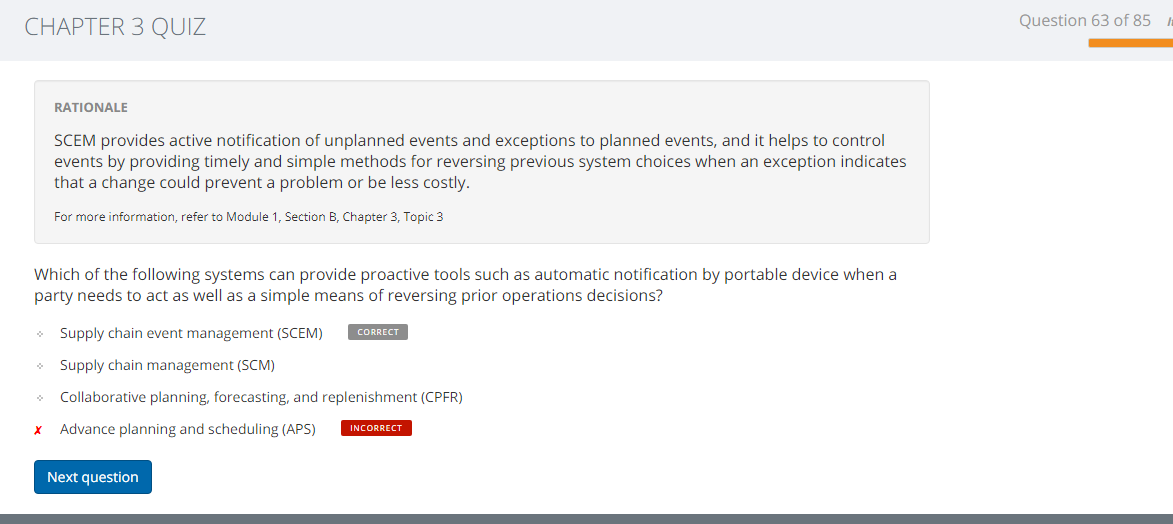 CHAPTER 3 QUIZ
Question 63 of 85
RATIONALE
SCEM provides active notification of unplanned events and exceptions to planned events, and it helps to control
events by providing timely and simple methods for reversing previous system choices when an exception indicates
that a change could prevent a problem or be less costly.
For more information, refer to Module 1, Section B, Chapter 3, Topic 3
Which of the following systems can provide proactive tools such as automatic notification by portable device when a
party needs to act as well as a simple means of reversing prior operations decisions?
Supply chain event management (SCEM) CORRECT
Supply chain management (SCM)
Collaborative planning, forecasting, and replenishment (CPFR)
✗ Advance planning and scheduling (APS) INCORRECT
Next question